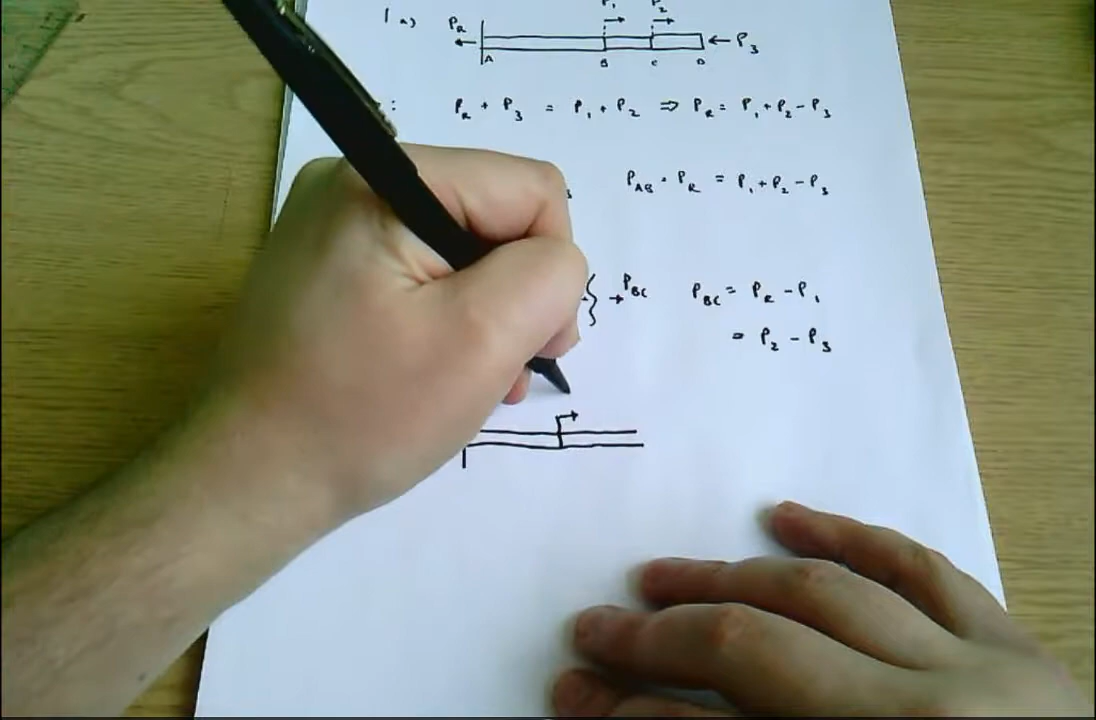 1 a) P_R P_1 P_2 P_3
A B C D
: P_R + P_3 = P_1 + P_2 ⇒ P_R = P_1 + P_2 - P_3
P_AB = P_R = P_1 + P_2 - P_3
P_BC P_BC = P_R - P_1
= P_2 - P_3